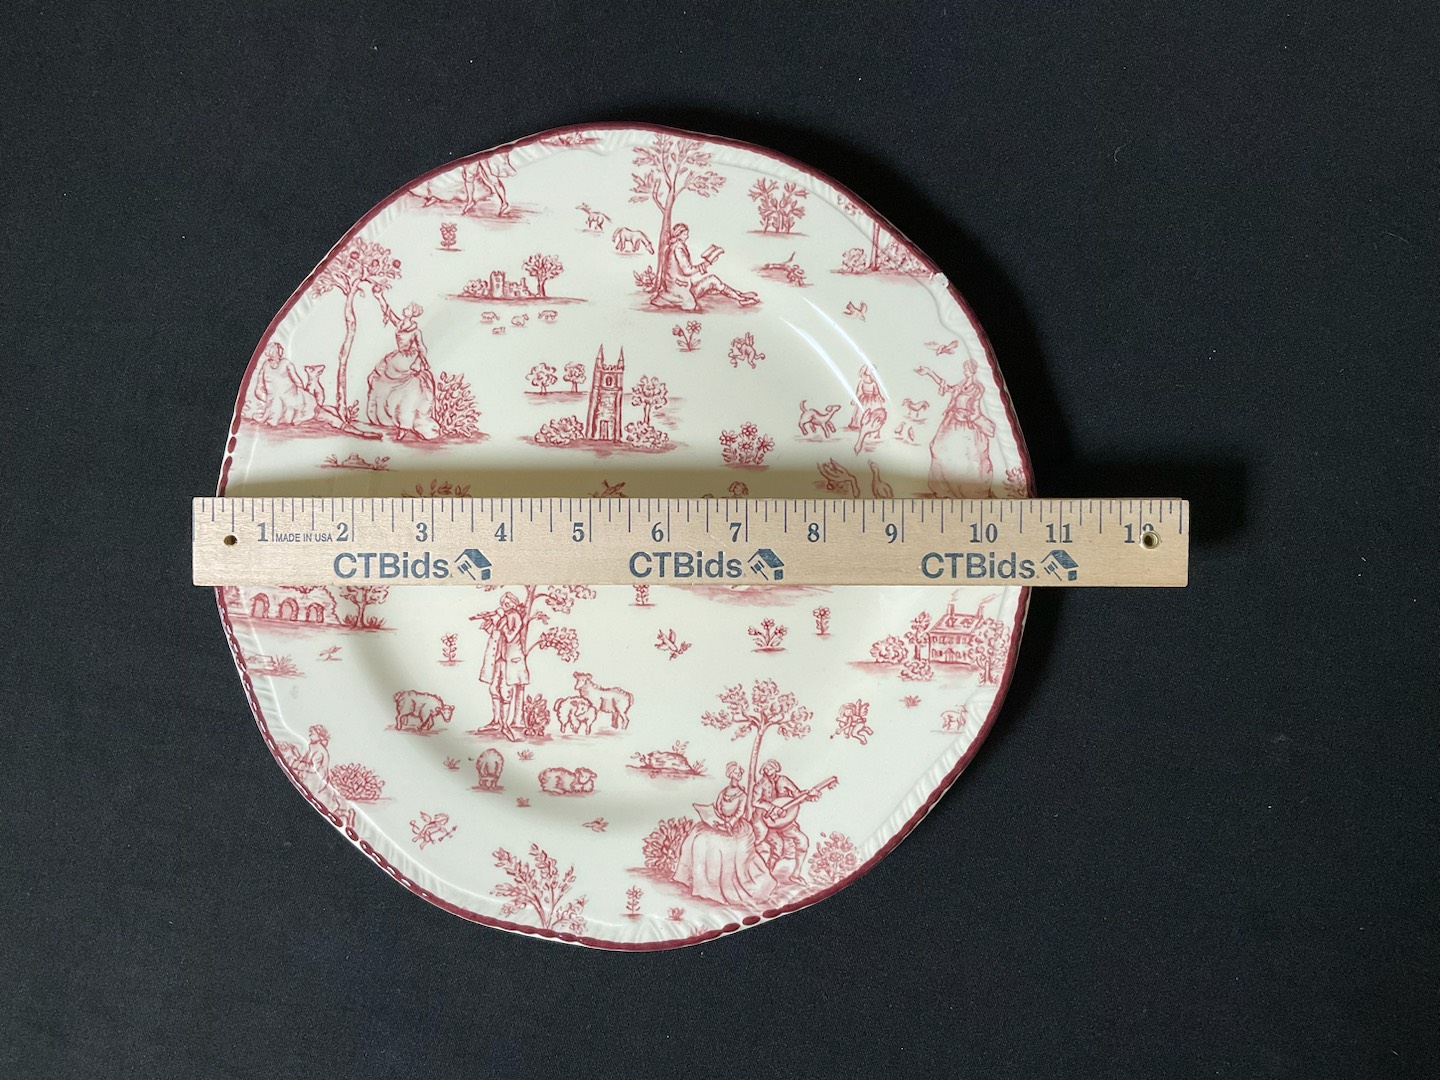 1 MADE IN USA 2 3 4 5 6 7 8 9 10 11 12
CTBids. CTBids. CTBids.